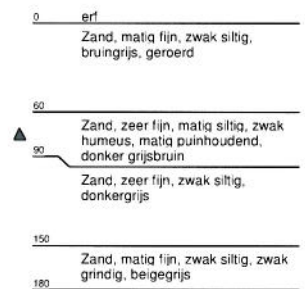 0 erf
Zand, matig fijn, zwak siltig,
bruingrijs, geroerd
60
Zand, zeer fijn, matig siltig, zwak
humeus, matig puinhoudend,
donker grijsbruin
90
Zand, zeer fijn, zwak siltig,
donkergrijs
150
Zand, matig fijn, zwak siltig, zwak
grindig, beigegrijs
180